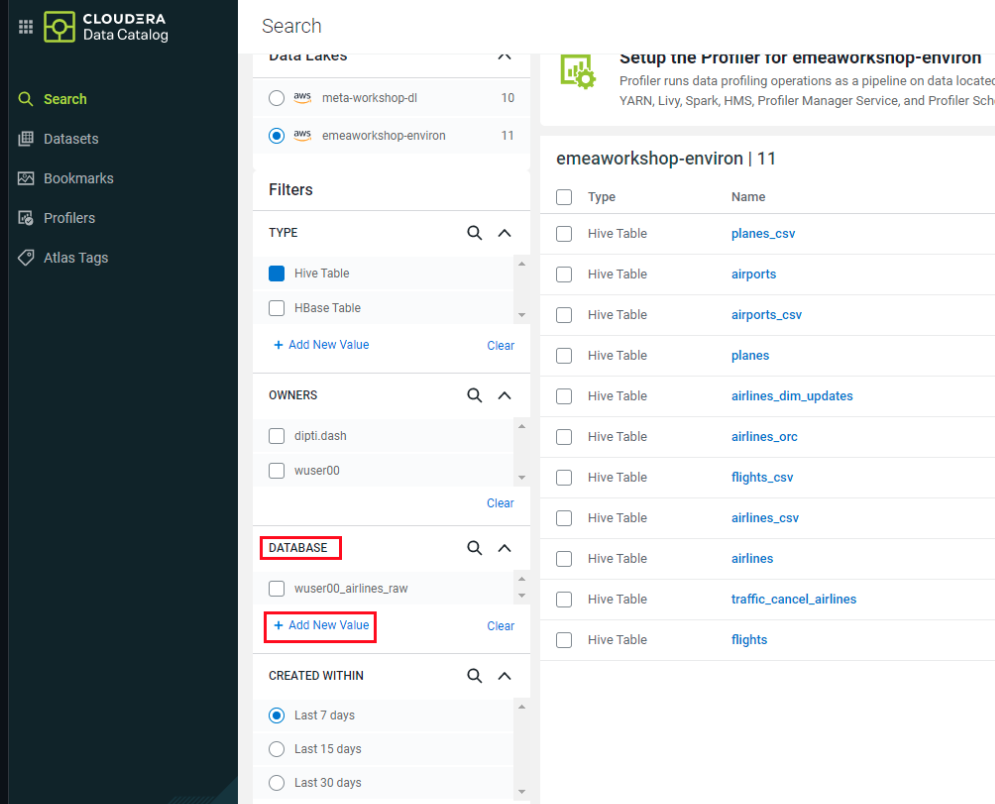 CLOUDERA
Data Catalog
Search
Datasets
Bookmarks
Profilers
Atlas Tags
Search
Data Lakes
aws meta-workshop-dl 10
aws emeaworkshop-environ 11
Filters
TYPE
Hive Table
HBase Table
+ Add New Value Clear
OWNERS
dipti.dash
wuser00
Clear
DATABASE
wuser00_airlines_raw
+ Add New Value Clear
CREATED WITHIN
Last 7 days
Last 15 days
Last 30 days
Setup the Profiler for emeaworkshop-environ
Profiler runs data profiling operations as a pipeline on data located
YARN, Livy, Spark, HMS, Profiler Manager Service, and Profiler Sch
emeaworkshop-environ | 11
Type Name
Hive Table planes_csv
Hive Table airports
Hive Table airports_csv
Hive Table planes
Hive Table airlines_dim_updates
Hive Table airlines_orc
Hive Table flights_csv
Hive Table airlines_csv
Hive Table airlines
Hive Table traffic_cancel_airlines
Hive Table flights